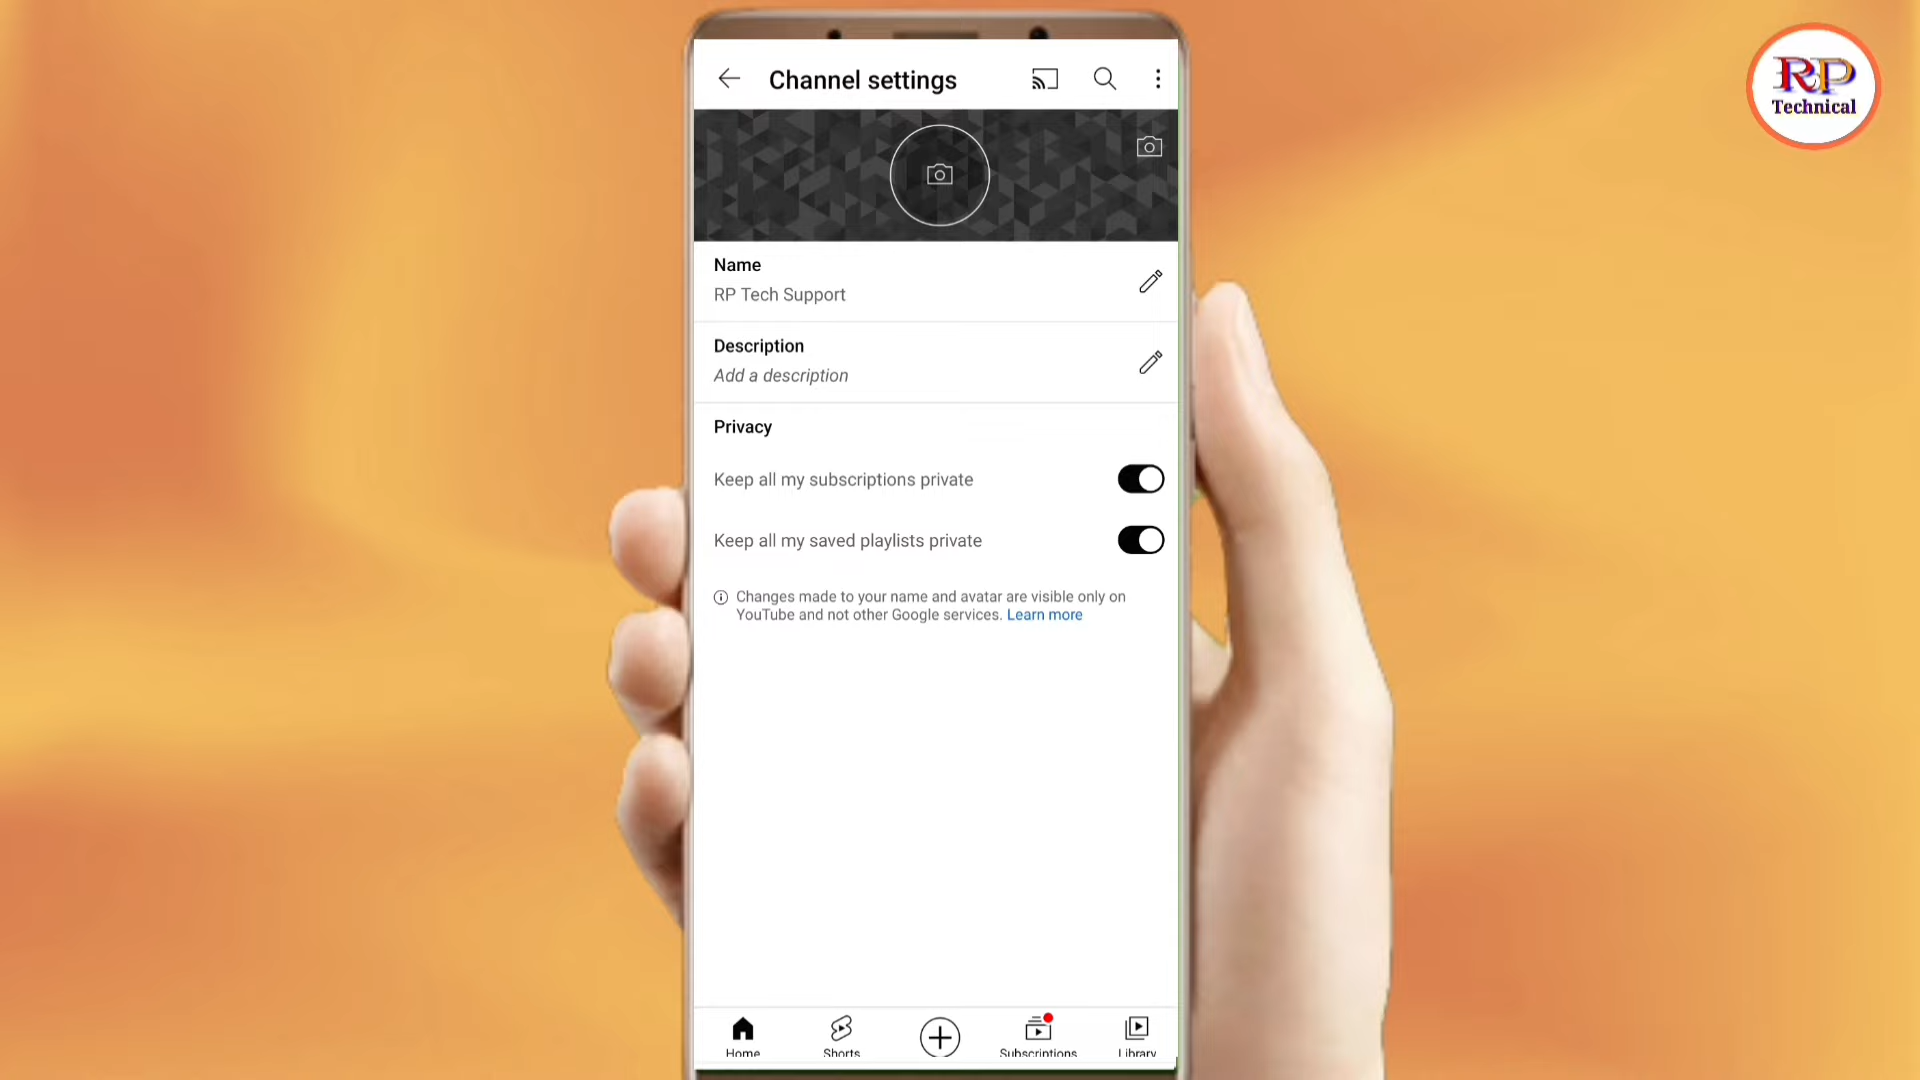 Channel settings
RP
Technical
Name
RP Tech Support
Description
Add a description
Privacy
Keep all my subscriptions private
Keep all my saved playlists private
Changes made to your name and avatar are visible only on
YouTube and not other Google services. Learn more
Home
Shorts
Subscriptions
Library